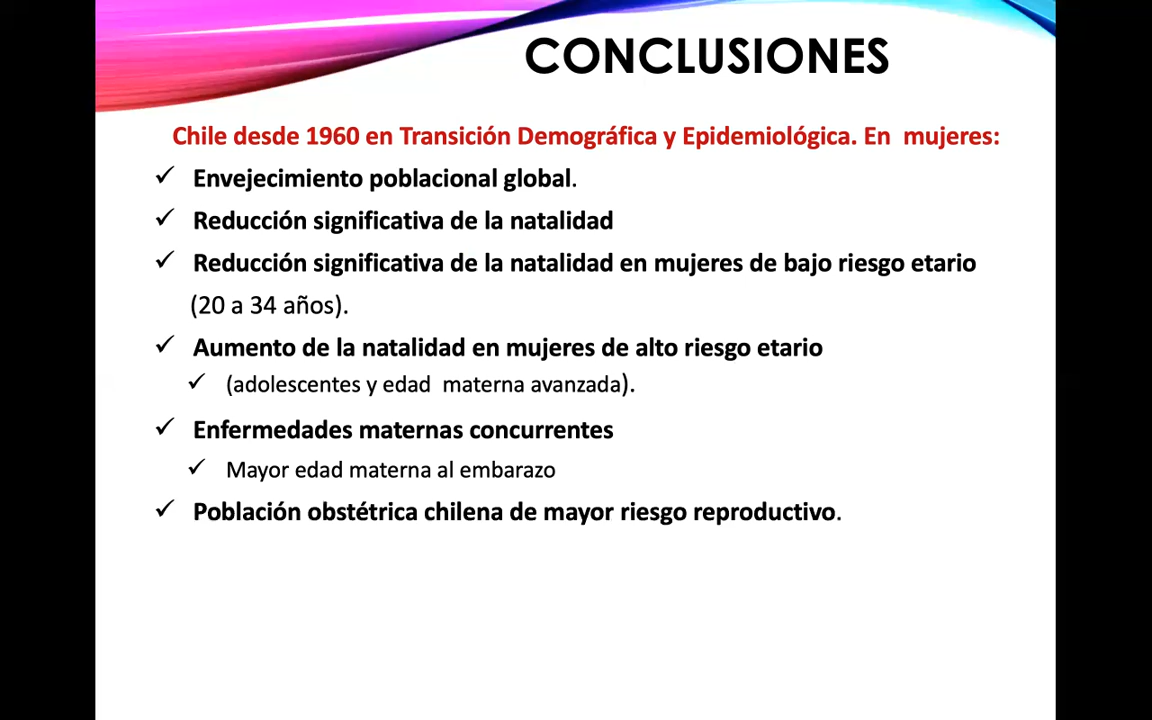 CONCLUSIONES
Chile desde 1960 en Transición Demográfica y Epidemiológica. En mujeres:
✓ Envejecimiento poblacional global.
✓ Reducción significativa de la natalidad
✓ Reducción significativa de la natalidad en mujeres de bajo riesgo etario
(20 a 34 años).
✓ Aumento de la natalidad en mujeres de alto riesgo etario
✓ (adolescentes y edad materna avanzada).
✓ Enfermedades maternas concurrentes
✓ Mayor edad materna al embarazo
✓ Población obstétrica chilena de mayor riesgo reproductivo.